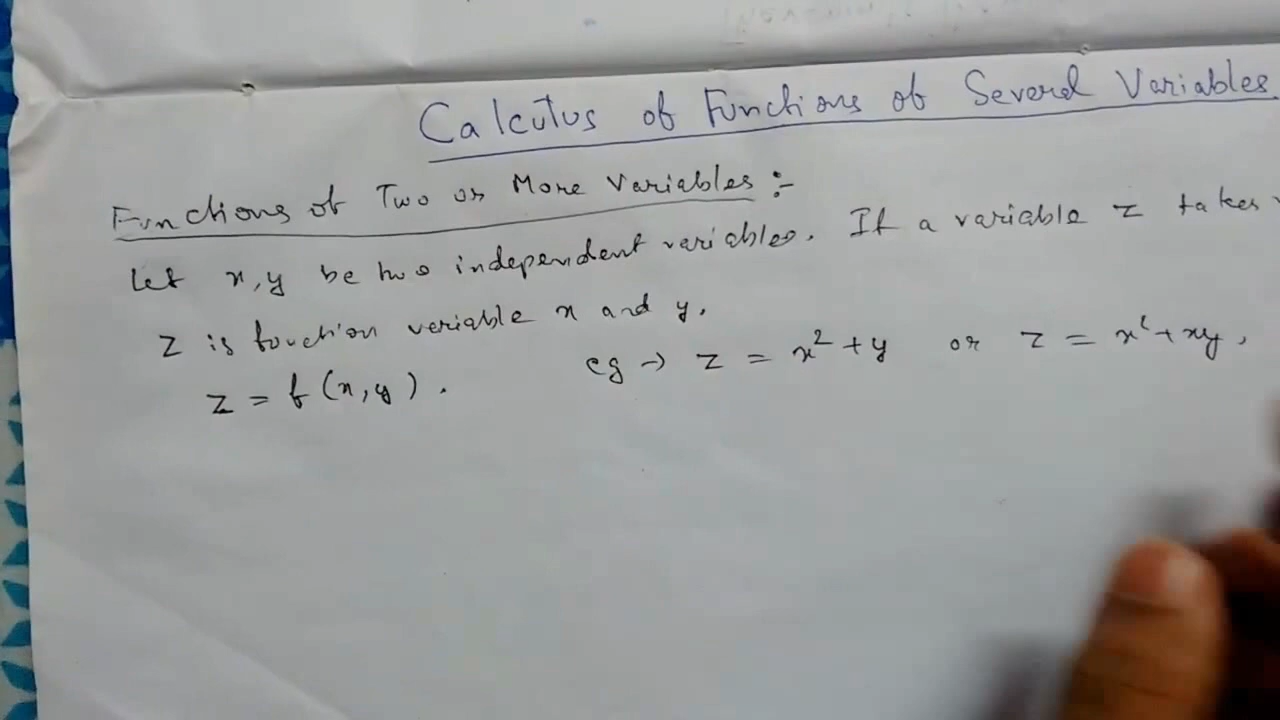 Calculus of Functions of Several Variables
Functions of Two or More Variables :-
Let x, y be two independent variables. If a variable z takes
z is function veriable x and y.
z = f(x, y). eg → z = x² + y or z = x² + xy,